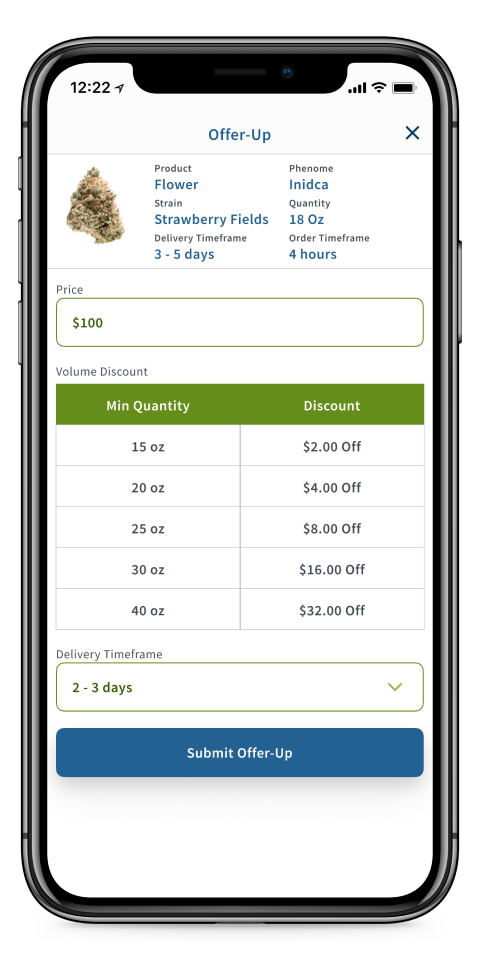 12:22
Offer-Up
Product
Phenome
Flower
Inidca
Strain
Quantity
Strawberry Fields
18 Oz
Delivery Timeframe
Order Timeframe
3 - 5 days
4 hours
Price
$100
Volume Discount
Min Quantity
Discount
15 oz
$2.00 Off
20 oz
$4.00 Off
25 oz
$8.00 Off
30 oz
$16.00 Off
40 oz
$32.00 Off
Delivery Timeframe
2 - 3 days
Submit Offer-Up